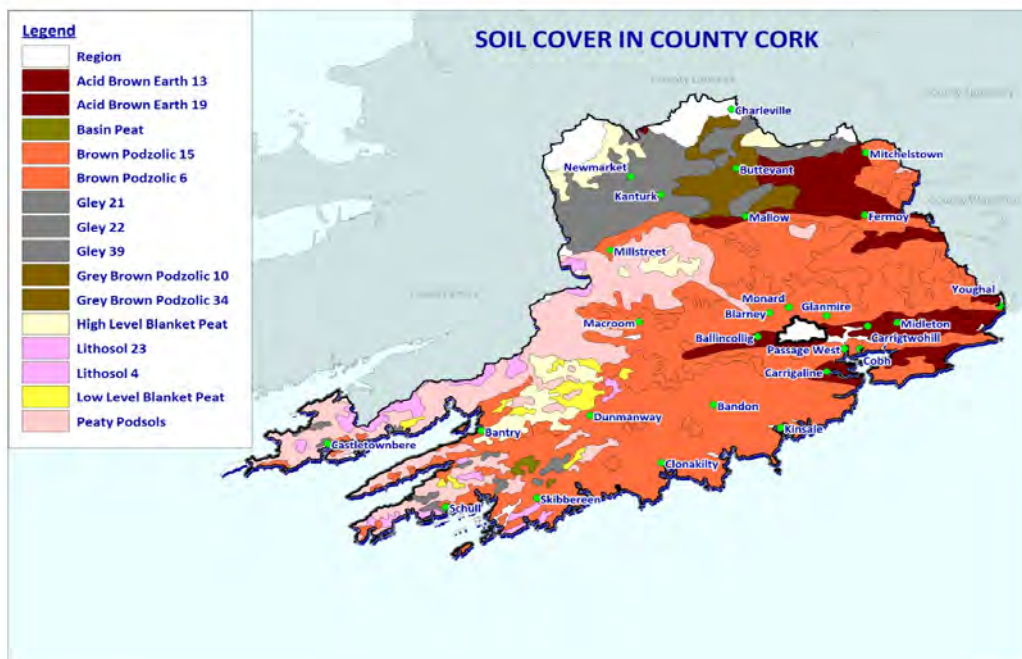 SOIL COVER IN COUNTY CORK
Legend
Region
Acid Brown Earth 13
Acid Brown Earth 19
Basin Peat
Brown Podzolic 15
Brown Podzolic 6
Gley 21
Gley 22
Gley 39
Grey Brown Podzolic 10
Grey Brown Podzolic 34
High Level Blanket Peat
Lithosol 23
Lithosol 4
Low Level Blanket Peat
Peaty Podsols
County Limerick
Charleville
Mitchelstown
Newmarket
Buttevant
Kanturk
Mallow
Fermoy
Millstreet
Youghal
Monard
Glanmire
Blarney
Macroom
Midleton
Ballincollig
Carrigtwohill
Passage West
Cobh
Carrigaline
Bandon
Dunmanway
Bantry
Kinsale
Castletownbere
Clonakilty
Skibbereen
Schull